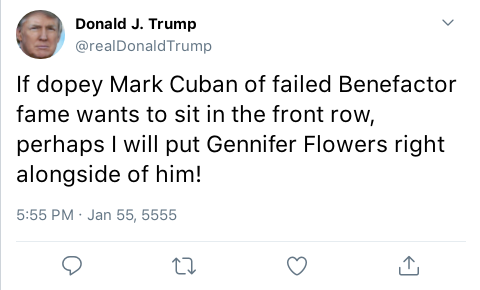 Donald J. Trump
@realDonaldTrump
If dopey Mark Cuban of failed Benefactor
fame wants to sit in the front row,
perhaps I will put Gennifer Flowers right
alongside of him!
5:55 PM · Jan 55, 5555